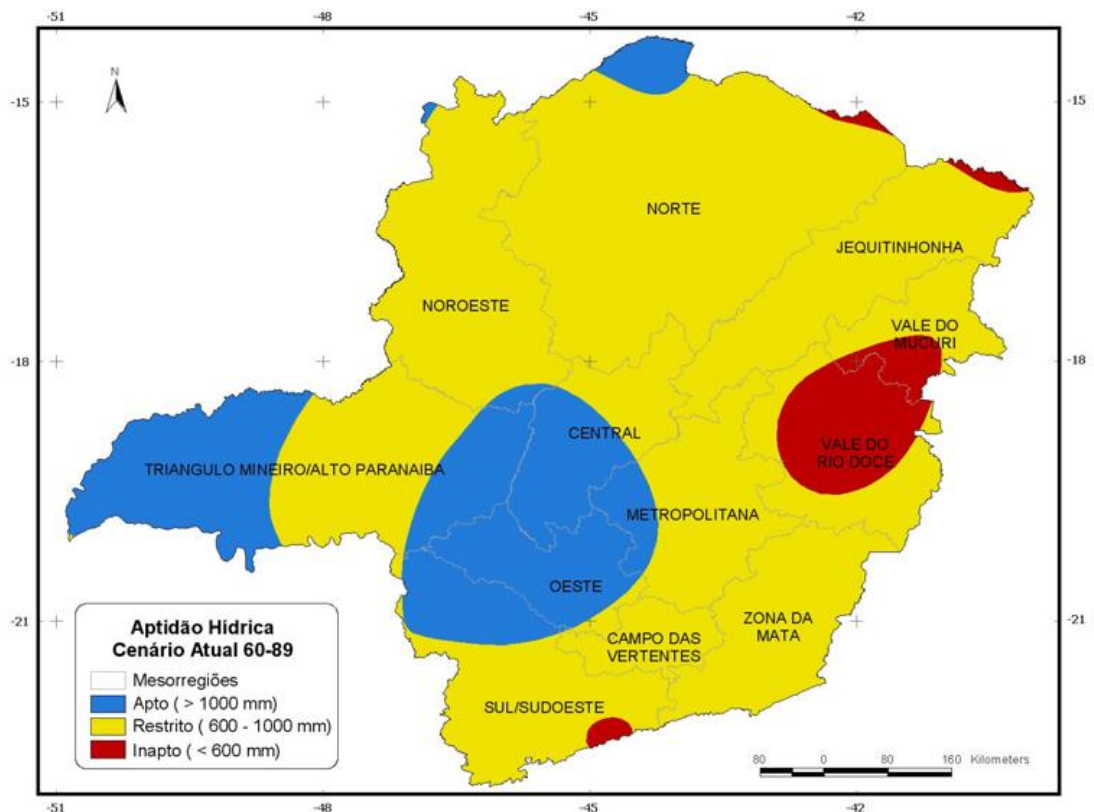 -51
-48
-45
-42
N
-15
-15
NORTE
JEQUITINHONHA
NOROESTE
VALE DO
MUCURI
-18
-18
CENTRAL
VALE DO
RIO DOCE
TRIANGULO MINEIRO/ALTO PARANAIBA
METROPOLITANA
OESTE
-21
-21
ZONA DA
MATA
CAMPO DAS
VERTENTES
SUL/SUDOESTE
Aptidão Hídrica
Cenário Atual 60-89
Mesorregiões
Apto ( > 1000 mm)
Restrito ( 600 - 1000 mm)
Inapto ( < 600 mm)
80 0 80 160 Kilometers
-51
-48
-45
-42